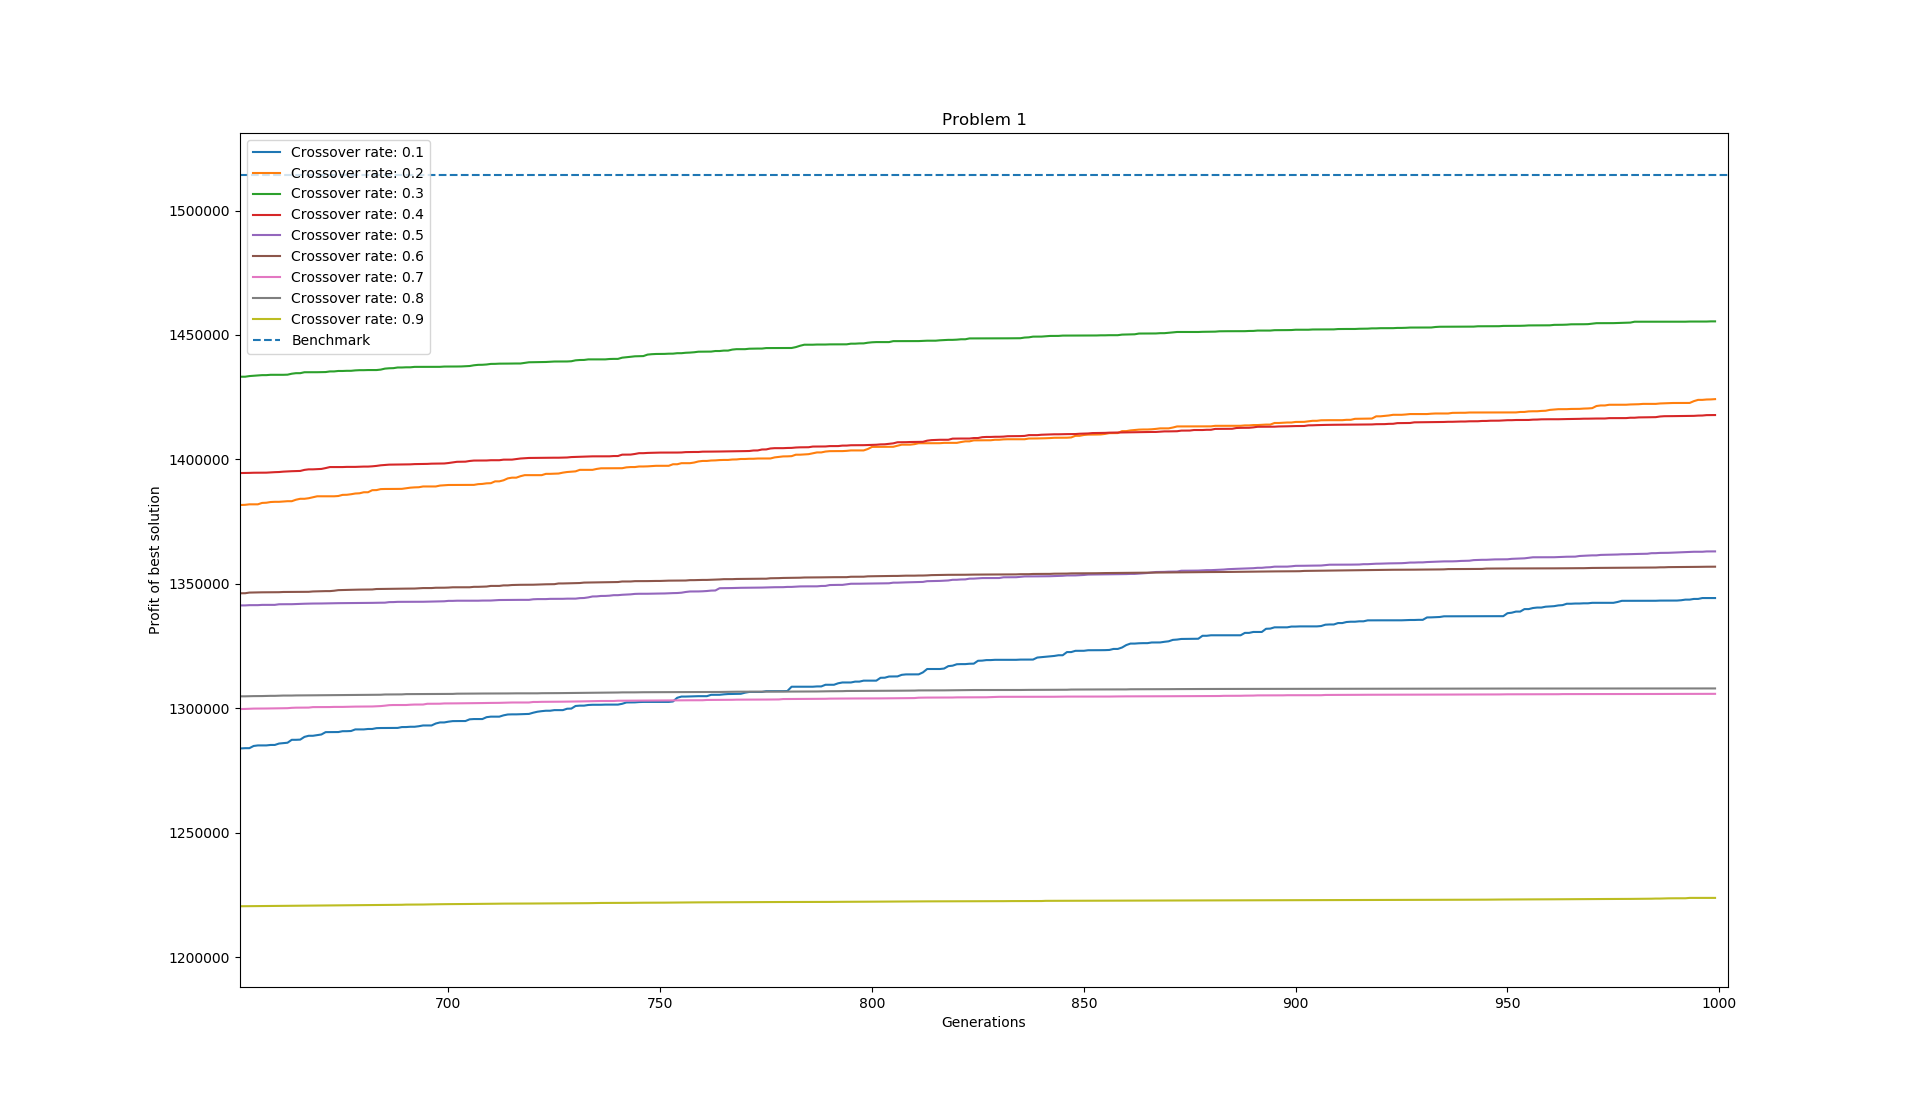 Problem 1
Crossover rate: 0.1
Crossover rate: 0.2
Crossover rate: 0.3
Crossover rate: 0.4
Crossover rate: 0.5
Crossover rate: 0.6
Crossover rate: 0.7
Crossover rate: 0.8
Crossover rate: 0.9
Benchmark
Profit of best solution
1500000
1450000
1400000
1350000
1300000
1250000
1200000
700 750 800 850 900 950 1000
Generations